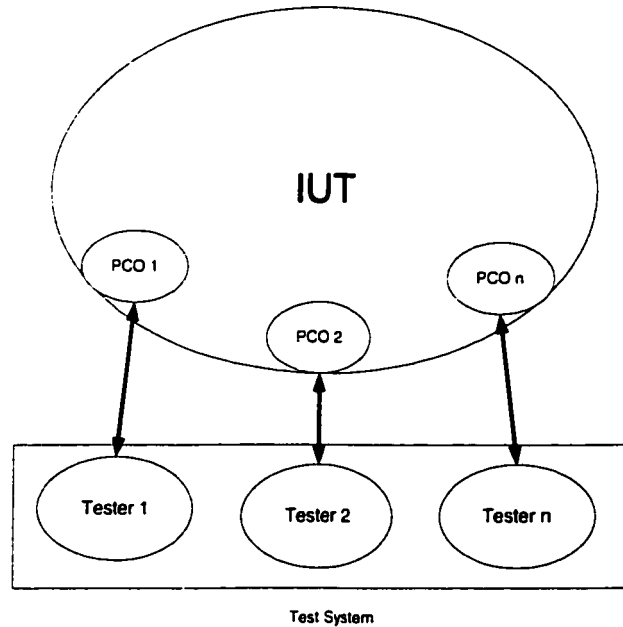 IUT
PCO 1
PCO n
PCO 2
Tester 1
Tester 2
Tester n
Test System